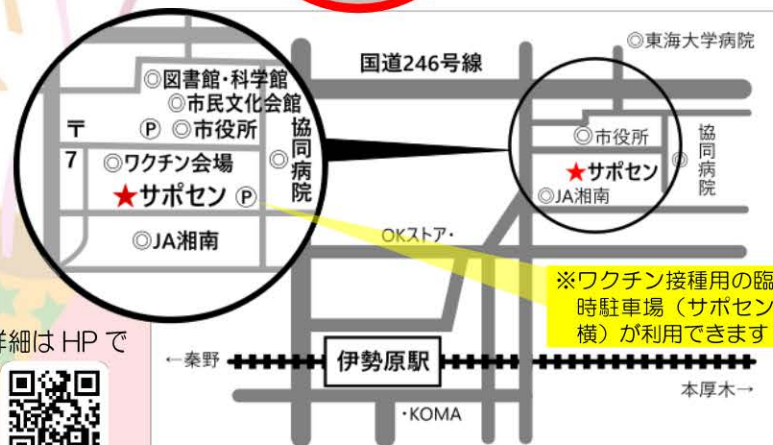 ◎図書館・科学館
◎市民文化会館
〒
Ⓟ ◎市役所
7
◎ワクチン会場
◎協同病院
★サポセン Ⓟ
◎JA湘南
国道246号線
◎東海大学病院
◎市役所
★サポセン
◎協同病院
◎JA湘南
OKストア・
※ワクチン接種用の臨
時駐車場（サポセン
横）が利用できます
詳細は HP で
←秦野
伊勢原駅
本厚木→
・KOMA